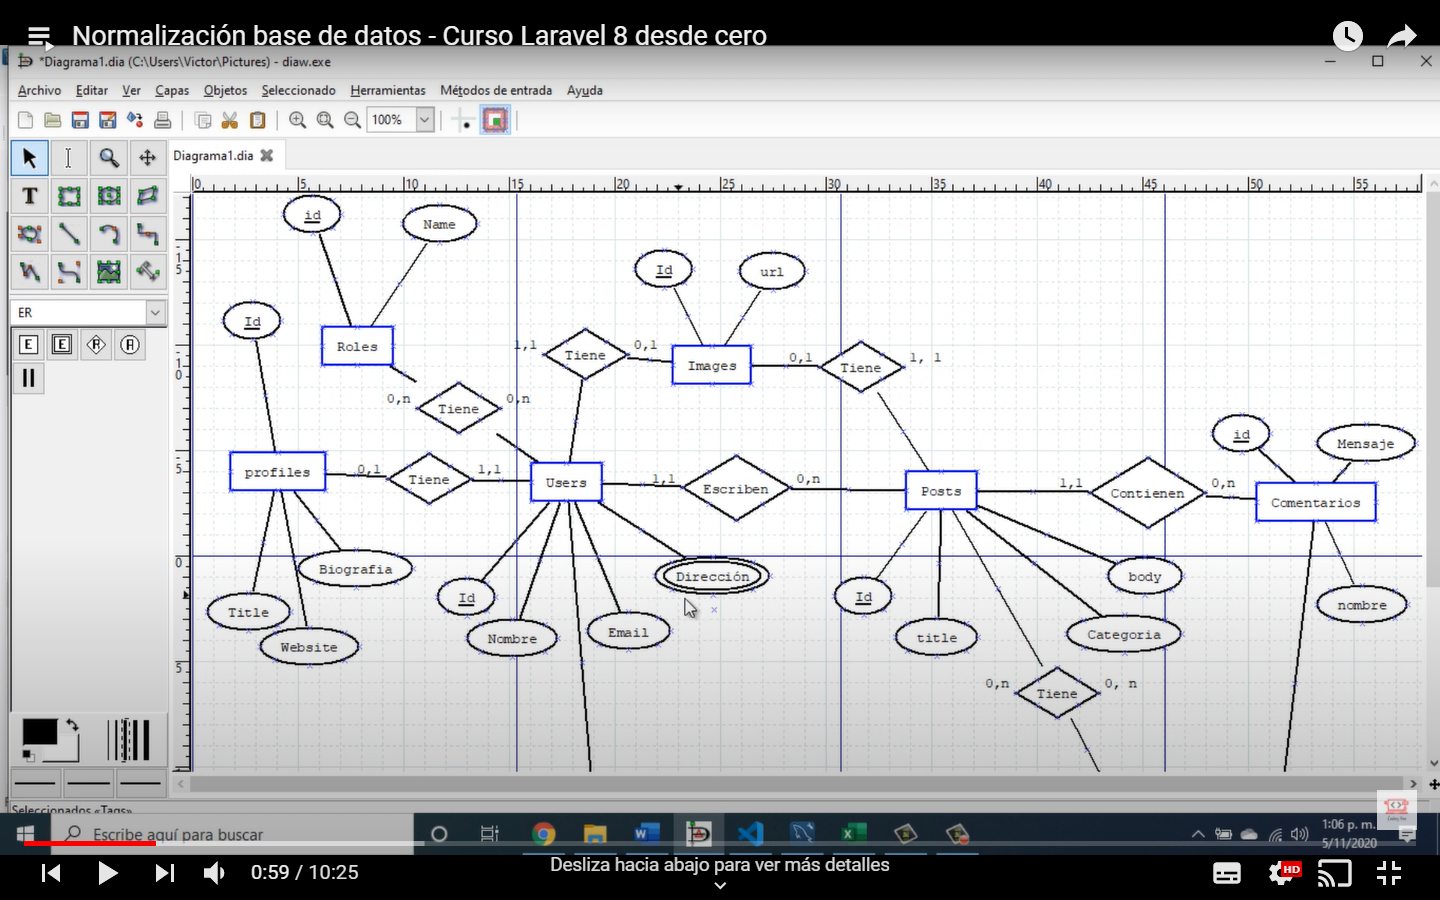 Normalización base de datos - Curso Laravel 8 desde cero
*Diagrama1.dia (C:\Users\Victor\Pictures) - diaw.exe
Archivo Editar Ver Capas Objetos Seleccionado Herramientas Métodos de entrada Ayuda
100%
Diagrama1.dia
0, 5, 10 15 20 25 30 35 40 45 50 55
id Name
Id url
ER
Id
Roles
1,1 Tiene 0,1 Images 0,1 Tiene 1, 1
0,n Tiene 0,n
id Mensaje
profiles 0,1 Tiene 1,1 Users 1,1 Escriben 0,n Posts 1,1 Contienen 0,n Comentarios
Biografia Dirección body
Title Id Id nombre
Website Nombre Email title Categoria
0,n Tiene 0, n
Seleccionados «Tags»
Escribe aquí para buscar
1:06 p. m.
5/11/2020
0:59 / 10:25
Desliza hacia abajo para ver más detalles
HD